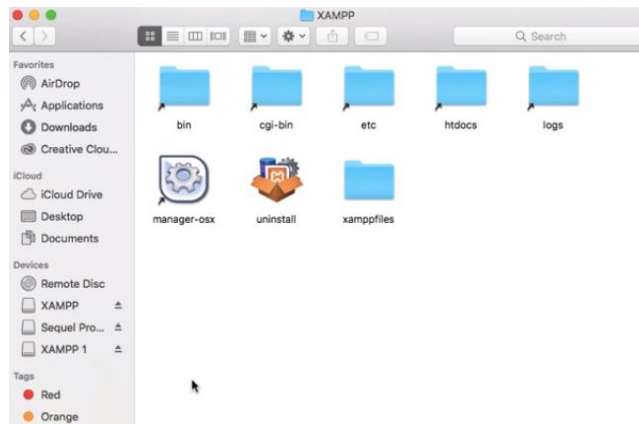 XAMPP
Search
Favorites
AirDrop
Applications
Downloads
Creative Clou...
iCloud
iCloud Drive
Desktop
Documents
Devices
Remote Disc
XAMPP
Sequel Pro...
XAMPP 1
Tags
Red
Orange
bin cgi-bin etc htdocs logs
manager-osx uninstall xamppfiles